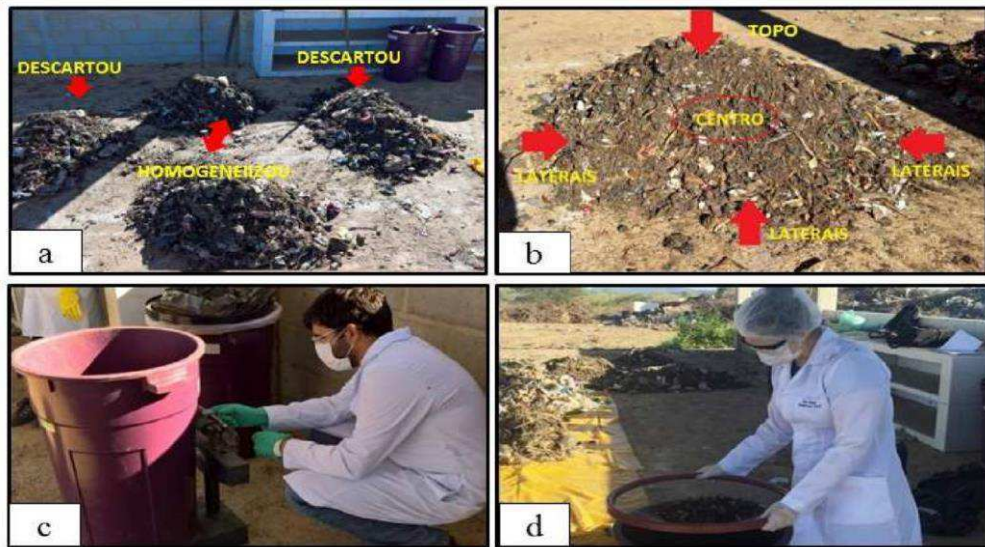 DESCARTOU
DESCARTOU
HOMOGENEIZOU
a
TOPO
CENTRO
LATERAIS
LATERAIS
LATERAIS
b
c
d